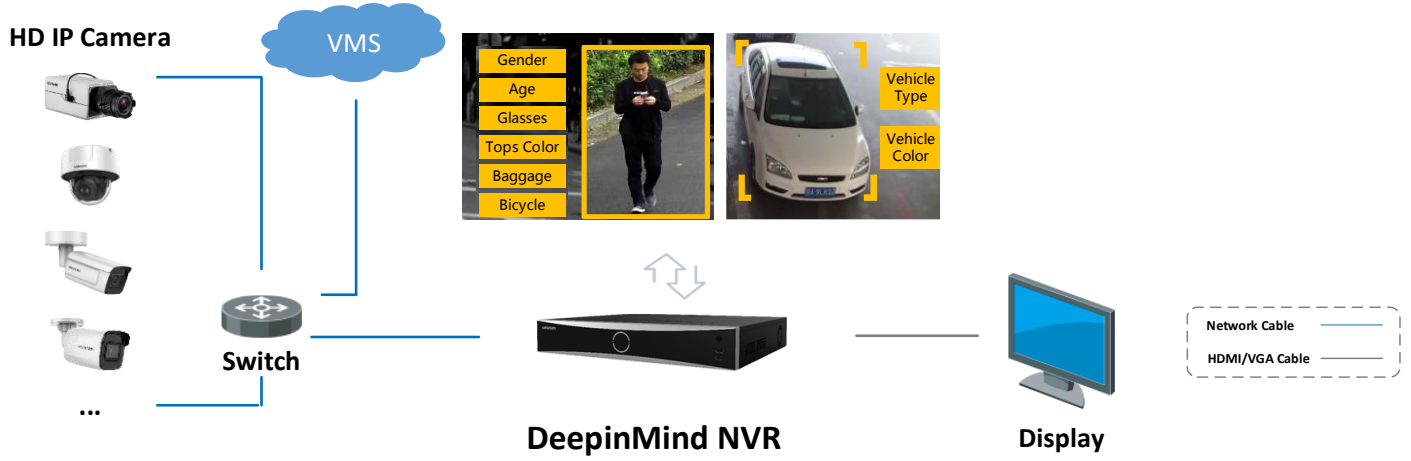 HD IP Camera
VMS
Gender
Age
Glasses
Tops Color
Baggage
Bicycle
Vehicle
Type
Vehicle
Color
Switch
...
DeepinMind NVR
Display
Network Cable
HDMI/VGA Cable